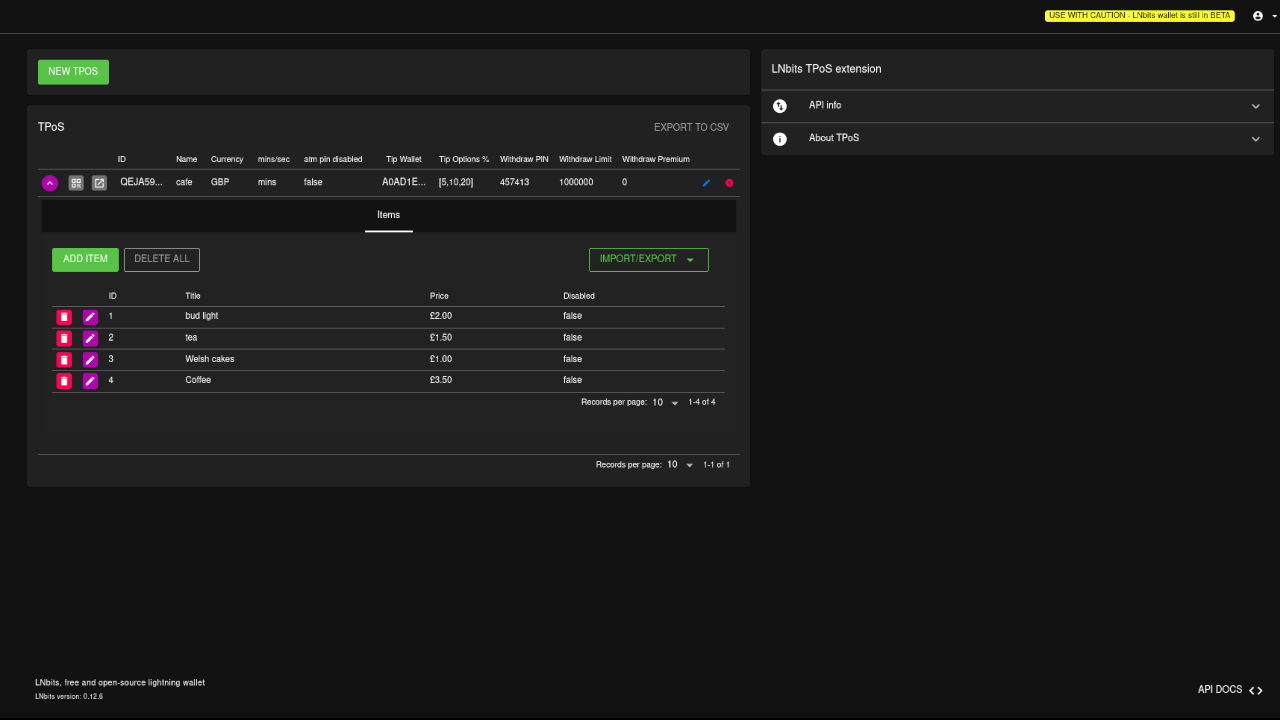 USE WITH CAUTION - LNbits wallet is still in BETA
NEW TPOS
LNbits TPoS extension
API info
About TPoS
TPoS
EXPORT TO CSV
ID Name Currency mins/sec atm pin disabled Tip Wallet Tip Options % Withdraw PIN Withdraw Limit Withdraw Premium
QEJA59... cafe GBP mins false A0AD1E... [5,10,20] 457413 1000000 0
Items
ADD ITEM DELETE ALL IMPORT/EXPORT
ID Title Price Disabled
1 bud light £2.00 false
2 tea £1.50 false
3 Welsh cakes £1.00 false
4 Coffee £3.50 false
Records per page: 10 1-4 of 4
Records per page: 10 1-1 of 1
LNbits, free and open-source lightning wallet
LNbits version: 0.12.6
API DOCS